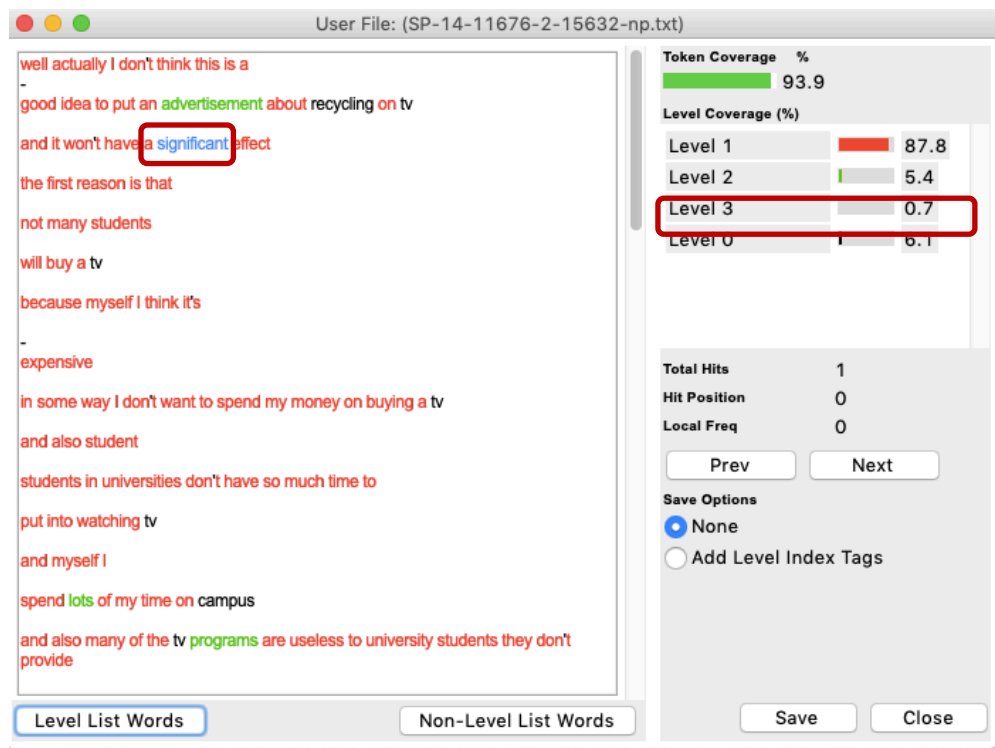 User File: (SP-14-11676-2-15632-np.txt)
well actually I don't think this is a
-
good idea to put an advertisement about recycling on tv
and it won't have a significant effect
the first reason is that
not many students
will buy a tv
because myself I think it's
-
expensive
in some way I don't want to spend my money on buying a tv
and also student
students in universities don't have so much time to
put into watching tv
and myself I
spend lots of my time on campus
and also many of the tv programs are useless to university students they don't
provide
Level List Words
Non-Level List Words
Token Coverage %
93.9
Level Coverage (%)
Level 1 87.8
Level 2 5.4
Level 3 0.7
Level 0 6.1
Total Hits 1
Hit Position 0
Local Freq 0
Prev Next
Save Options
None
Add Level Index Tags
Save Close